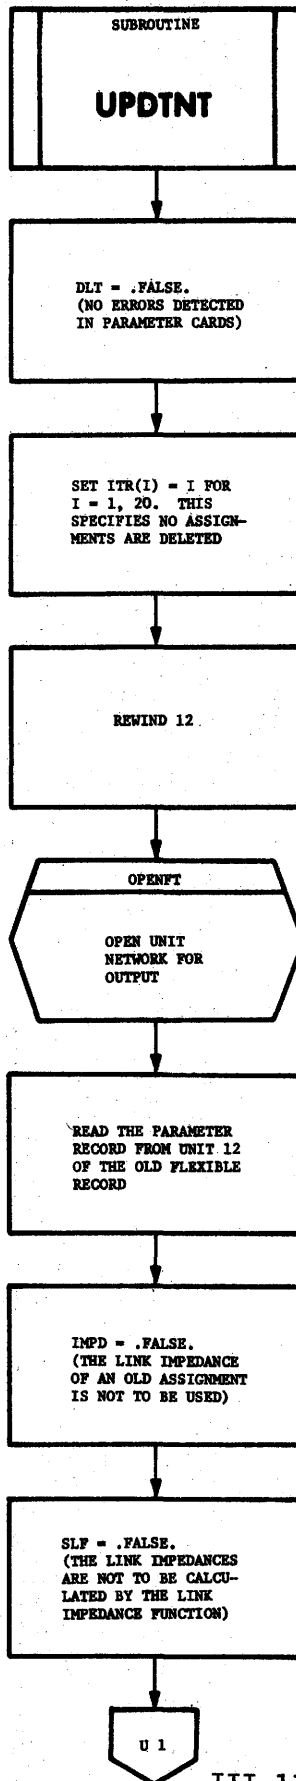 SUBROUTINE
UPDTNT
DLT = .FALSE.
(NO ERRORS DETECTED
IN PARAMETER CARDS)
SET ITR(I) = I FOR
I = 1, 20. THIS
SPECIFIES NO ASSIGN-
MENTS ARE DELETED
REWIND 12
OPENFT
OPEN UNIT
NETWORK FOR
OUTPUT
READ THE PARAMETER
RECORD FROM UNIT 12
OF THE OLD FLEXIBLE
RECORD
IMPD = .FALSE.
(THE LINK IMPEDANCE
OF AN OLD ASSIGNMENT
IS NOT TO BE USED)
SLF = .FALSE.
(THE LINK IMPEDANCES
ARE NOT TO BE CALCU-
LATED BY THE LINK
IMPEDANCE FUNCTION)
U 1